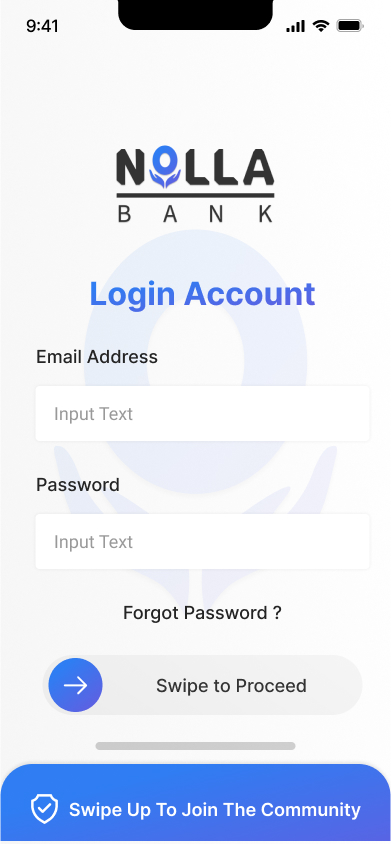 9:41
NOLLA
BANK
Login Account
Email Address
Input Text
Password
Input Text
Forgot Password ?
Swipe to Proceed
Swipe Up To Join The Community